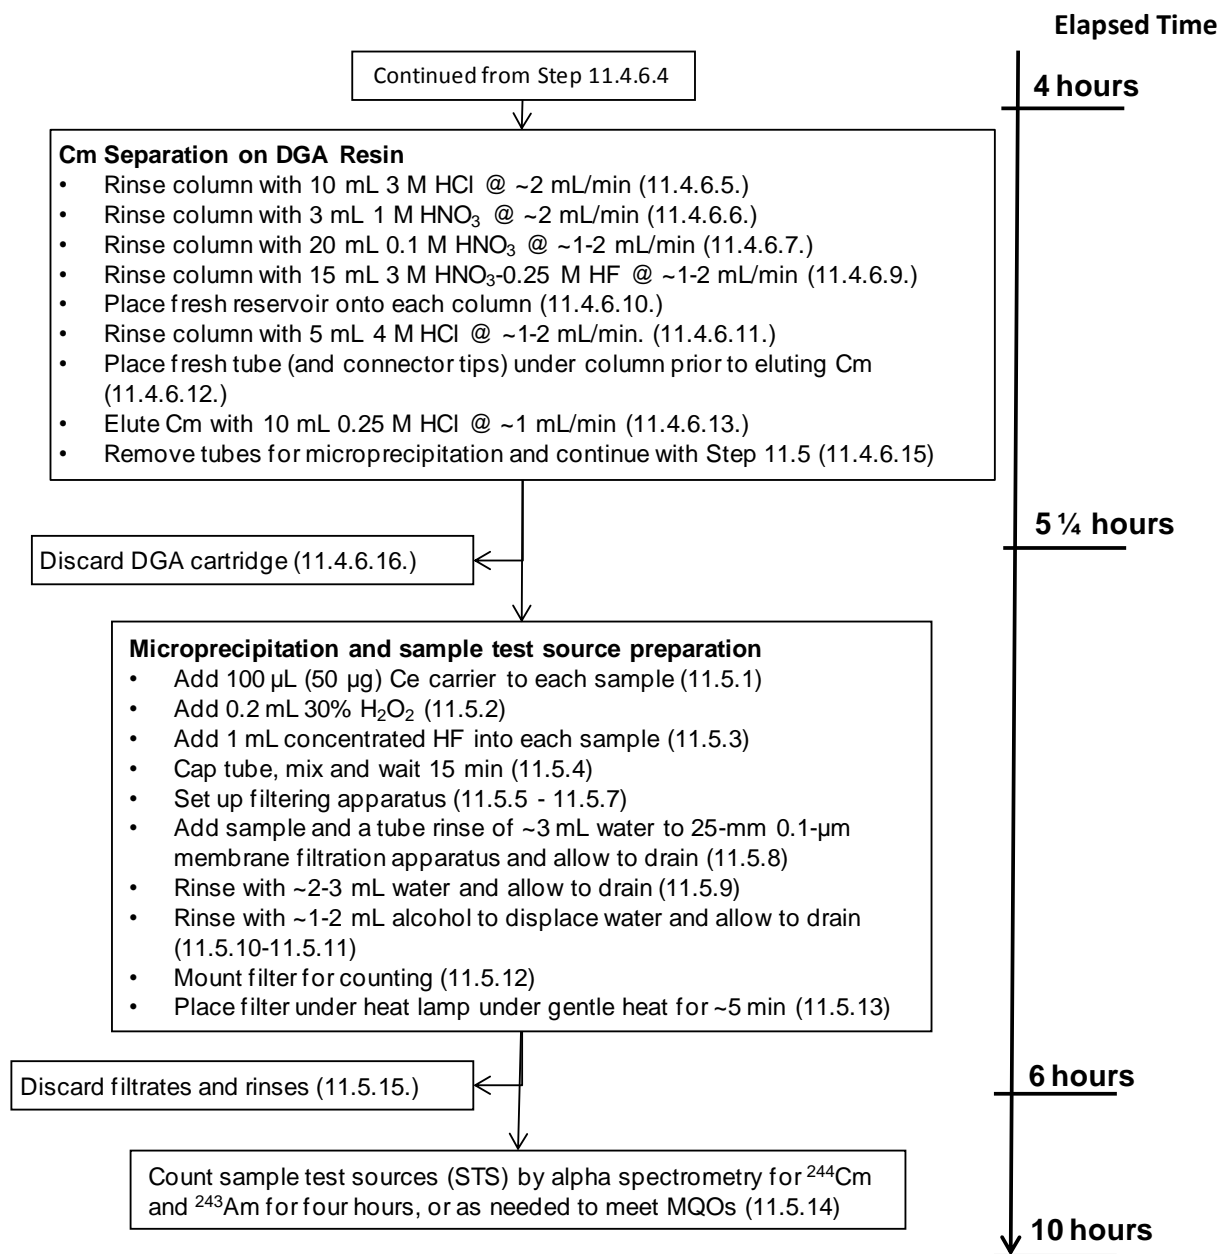 Elapsed Time
Continued from Step 11.4.6.4
4 hours
Cm Separation on DGA Resin
• Rinse column with 10 mL 3 M HCl @ ~2 mL/min (11.4.6.5.)
• Rinse column with 3 mL 1 M HNO₃ @ ~2 mL/min (11.4.6.6.)
• Rinse column with 20 mL 0.1 M HNO₃ @ ~1-2 mL/min (11.4.6.7.)
• Rinse column with 15 mL 3 M HNO₃-0.25 M HF @ ~1-2 mL/min (11.4.6.9.)
• Place fresh reservoir onto each column (11.4.6.10.)
• Rinse column with 5 mL 4 M HCl @ ~1-2 mL/min. (11.4.6.11.)
• Place fresh tube (and connector tips) under column prior to eluting Cm
(11.4.6.12.)
• Elute Cm with 10 mL 0.25 M HCl @ ~1 mL/min (11.4.6.13.)
• Remove tubes for microprecipitation and continue with Step 11.5 (11.4.6.15)
5 ¼ hours
Discard DGA cartridge (11.4.6.16.)
Microprecipitation and sample test source preparation
• Add 100 µL (50 µg) Ce carrier to each sample (11.5.1)
• Add 0.2 mL 30% H₂O₂ (11.5.2)
• Add 1 mL concentrated HF into each sample (11.5.3)
• Cap tube, mix and wait 15 min (11.5.4)
• Set up filtering apparatus (11.5.5 - 11.5.7)
• Add sample and a tube rinse of ~3 mL water to 25-mm 0.1-µm
membrane filtration apparatus and allow to drain (11.5.8)
• Rinse with ~2-3 mL water and allow to drain (11.5.9)
• Rinse with ~1-2 mL alcohol to displace water and allow to drain
(11.5.10-11.5.11)
• Mount filter for counting (11.5.12)
• Place filter under heat lamp under gentle heat for ~5 min (11.5.13)
Discard filtrates and rinses (11.5.15.)
6 hours
Count sample test sources (STS) by alpha spectrometry for ²⁴⁴Cm
and ²⁴³Am for four hours, or as needed to meet MQOs (11.5.14)
10 hours